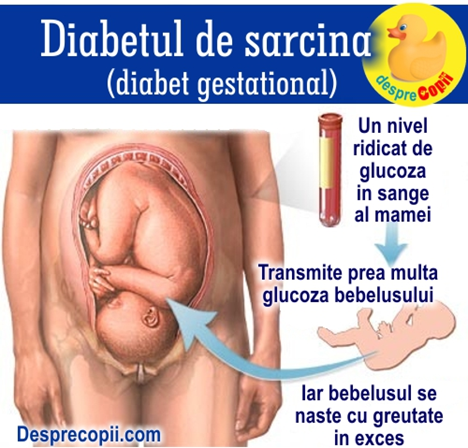 Diabetul de sarcina
(diabet gestational)
despre
Copii
Un nivel
ridicat de
glucoza
in sange
al mamei
Transmite prea multa
glucoza bebelusului
Iar bebelusul se
naste cu greutate
in exces
Desprecopii.com